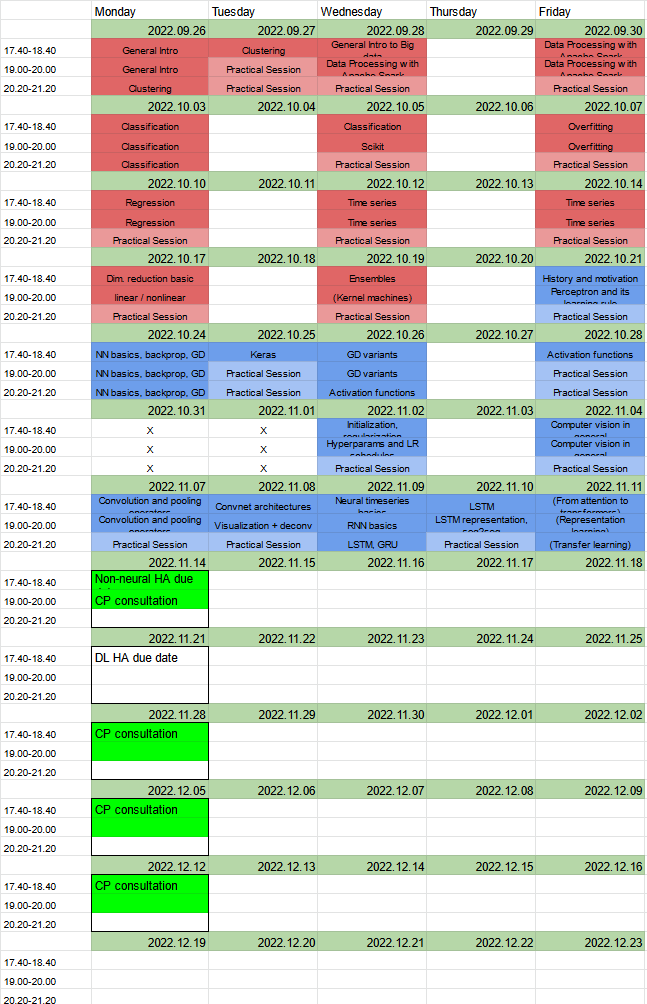 Monday Tuesday Wednesday Thursday Friday
2022.09.26 2022.09.27 2022.09.28 2022.09.29 2022.09.30
17.40-18.40 General Intro Clustering General Intro to Big data Data Processing with Apache Spark
19.00-20.00 General Intro Practical Session Data Processing with Apache Spark Data Processing with Apache Spark
20.20-21.20 Clustering Practical Session Practical Session Practical Session
2022.10.03 2022.10.04 2022.10.05 2022.10.06 2022.10.07
17.40-18.40 Classification Classification Overfitting
19.00-20.00 Classification Scikit Overfitting
20.20-21.20 Classification Practical Session Practical Session
2022.10.10 2022.10.11 2022.10.12 2022.10.13 2022.10.14
17.40-18.40 Regression Time series Time series
19.00-20.00 Regression Time series Time series
20.20-21.20 Practical Session Practical Session Practical Session
2022.10.17 2022.10.18 2022.10.19 2022.10.20 2022.10.21
17.40-18.40 Dim. reduction basic Ensembles History and motivation
19.00-20.00 linear / nonlinear (Kernel machines) Perceptron and its learning rule
20.20-21.20 Practical Session Practical Session Practical Session
2022.10.24 2022.10.25 2022.10.26 2022.10.27 2022.10.28
17.40-18.40 NN basics, backprop, GD Keras GD variants Activation functions
19.00-20.00 NN basics, backprop, GD Practical Session GD variants Practical Session
20.20-21.20 NN basics, backprop, GD Practical Session Activation functions Practical Session
2022.10.31 2022.11.01 2022.11.02 2022.11.03 2022.11.04
17.40-18.40 X X Initialization, regularization Computer vision in general
19.00-20.00 X X Hyperparams and LR schedules Computer vision in general
20.20-21.20 X X Practical Session Practical Session
2022.11.07 2022.11.08 2022.11.09 2022.11.10 2022.11.11
17.40-18.40 Convolution and pooling operators Convnet architectures Neural timeseries basics LSTM (From attention to transformers)
19.00-20.00 Convolution and pooling operators Visualization + deconv RNN basics LSTM representation, seq2seq (Representation learning)
20.20-21.20 Practical Session Practical Session LSTM, GRU Practical Session (Transfer learning)
2022.11.14 2022.11.15 2022.11.16 2022.11.17 2022.11.18
17.40-18.40 Non-neural HA due
19.00-20.00 CP consultation
20.20-21.20
2022.11.21 2022.11.22 2022.11.23 2022.11.24 2022.11.25
17.40-18.40 DL HA due date
19.00-20.00
20.20-21.20
2022.11.28 2022.11.29 2022.11.30 2022.12.01 2022.12.02
17.40-18.40 CP consultation
19.00-20.00
20.20-21.20
2022.12.05 2022.12.06 2022.12.07 2022.12.08 2022.12.09
17.40-18.40 CP consultation
19.00-20.00
20.20-21.20
2022.12.12 2022.12.13 2022.12.14 2022.12.15 2022.12.16
17.40-18.40 CP consultation
19.00-20.00
20.20-21.20
2022.12.19 2022.12.20 2022.12.21 2022.12.22 2022.12.23
17.40-18.40
19.00-20.00
20.20-21.20